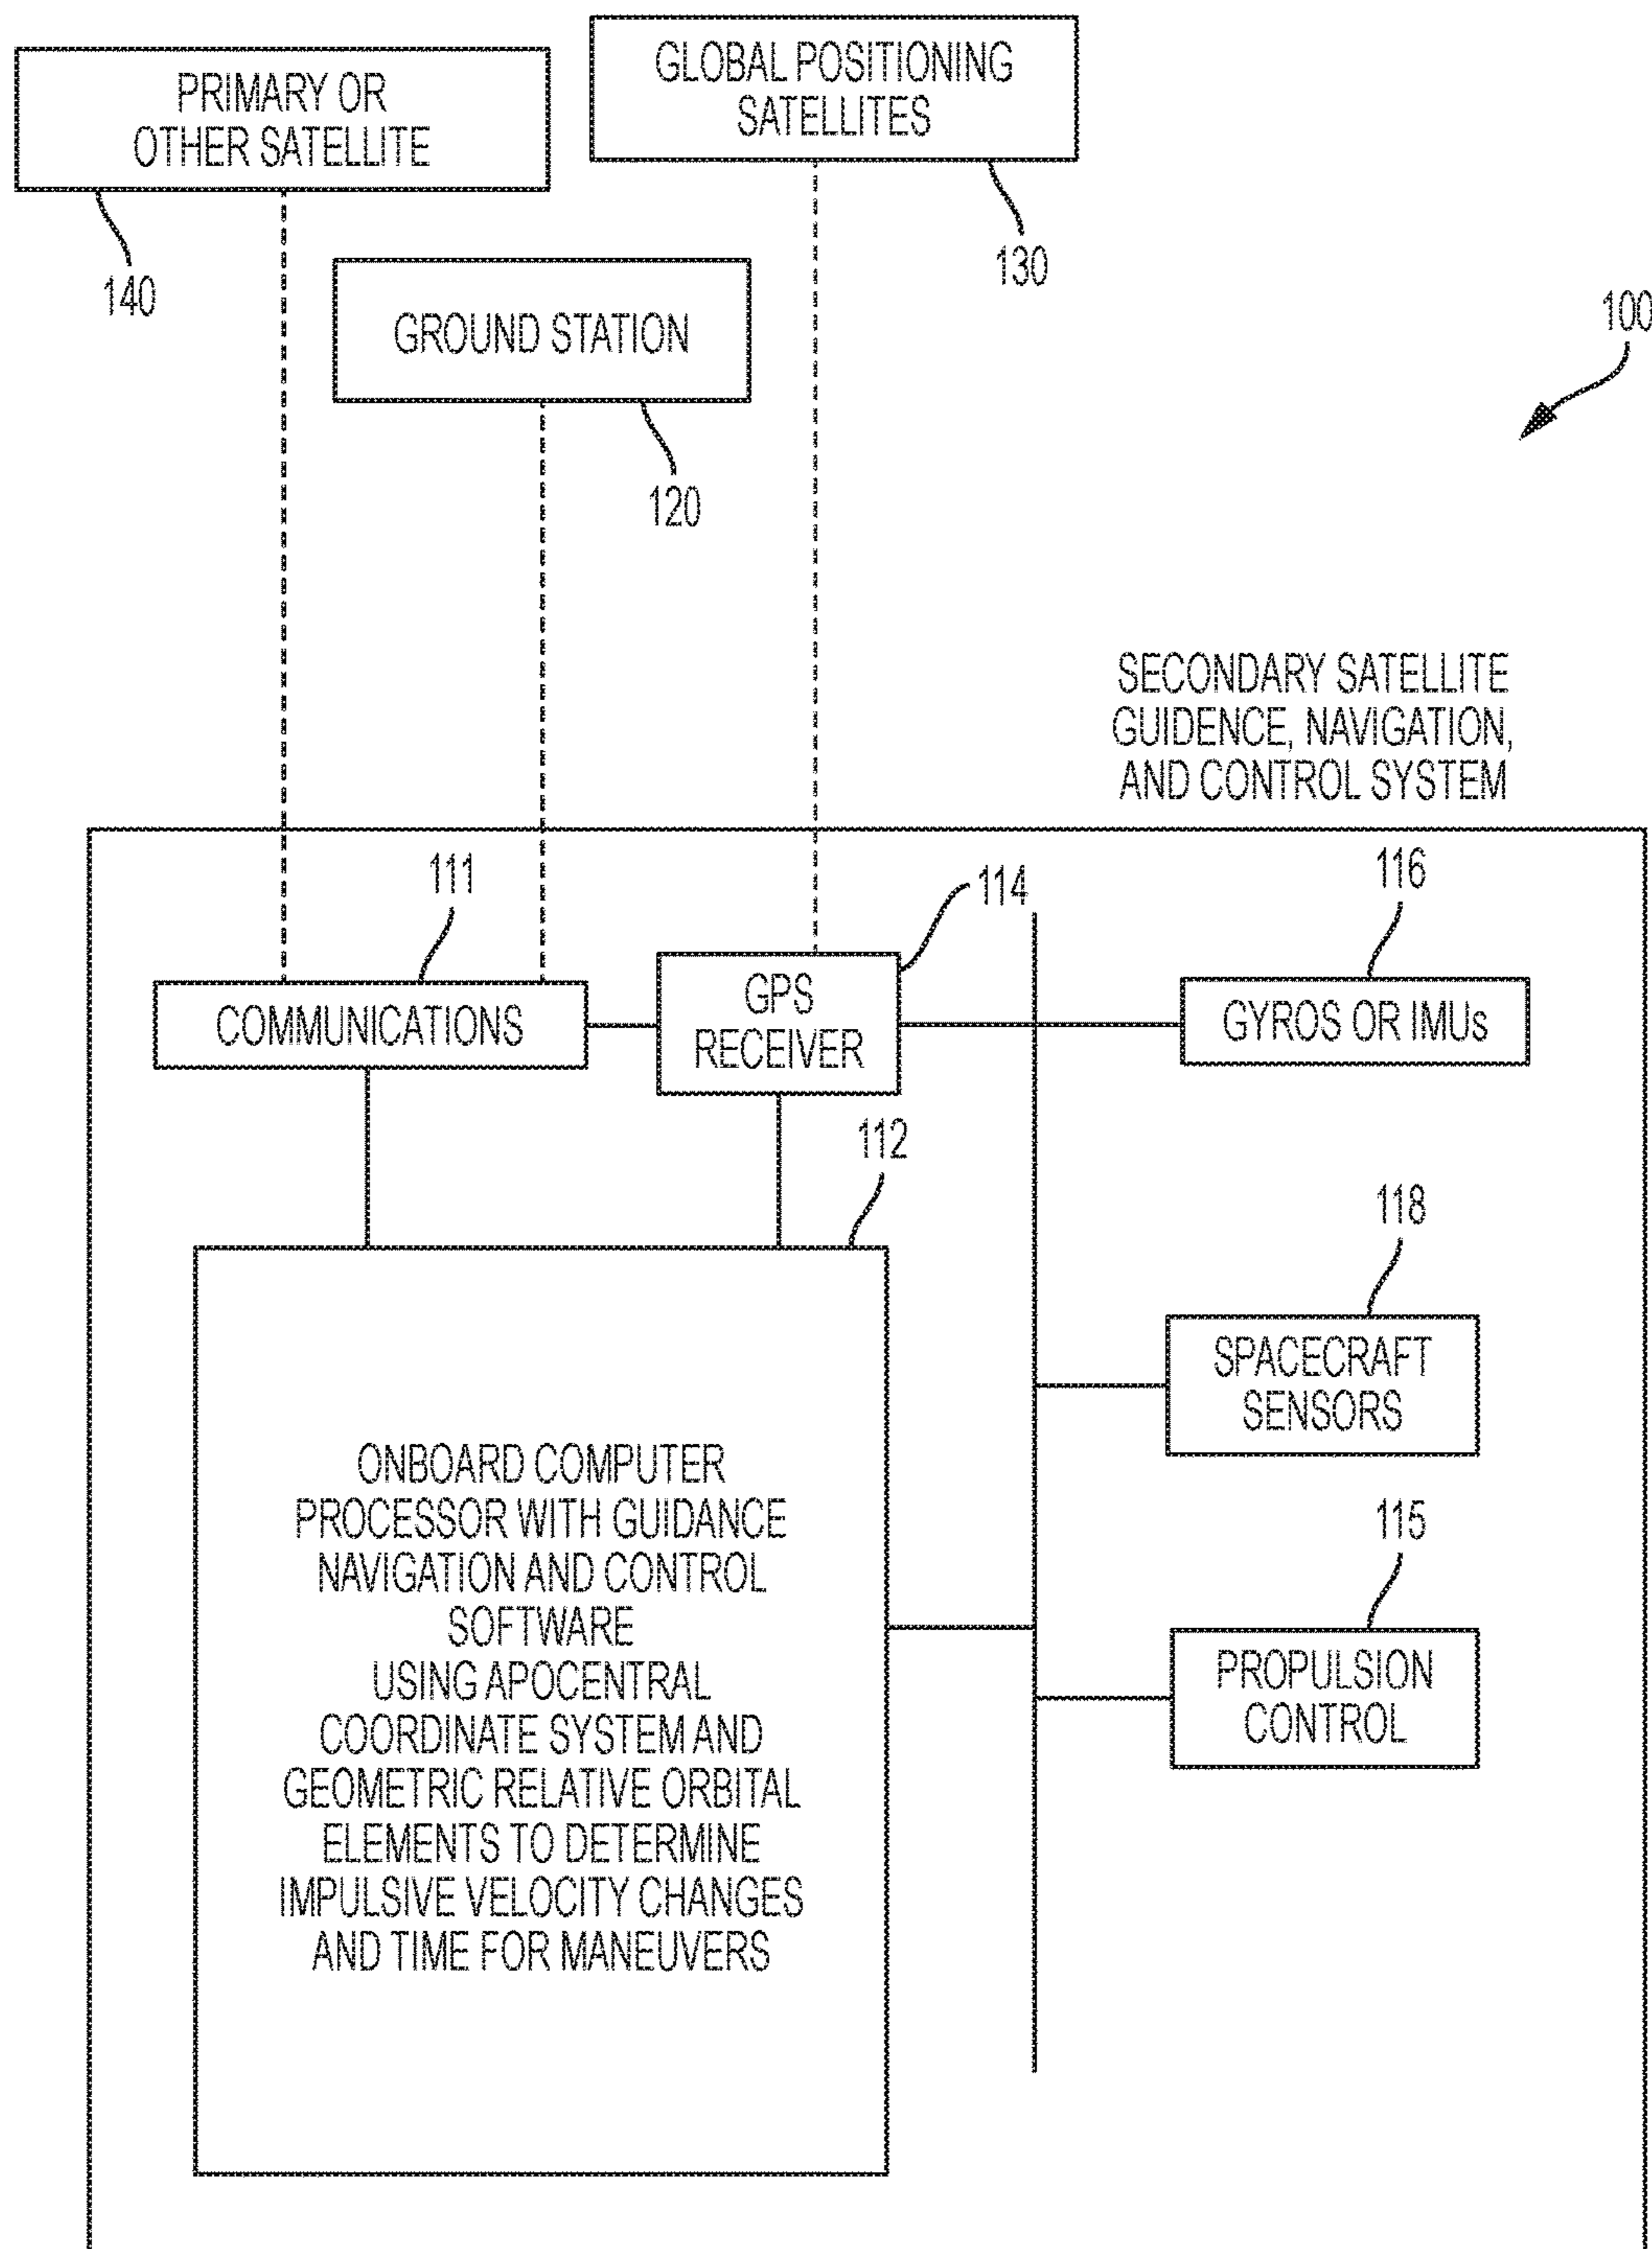 PRIMARY OR
OTHER SATELLITE
140
GLOBAL POSITIONING
SATELLITES
130
GROUND STATION
120
100
SECONDARY SATELLITE
GUIDENCE, NAVIGATION,
AND CONTROL SYSTEM
111
COMMUNICATIONS
114
GPS
RECEIVER
116
GYROS OR IMUs
112
118
SPACECRAFT
SENSORS
ONBOARD COMPUTER
PROCESSOR WITH GUIDANCE
NAVIGATION AND CONTROL
SOFTWARE
USING APOCENTRAL
COORDINATE SYSTEM AND
GEOMETRIC RELATIVE ORBITAL
ELEMENTS TO DETERMINE
IMPULSIVE VELOCITY CHANGES
AND TIME FOR MANEUVERS
115
PROPULSION
CONTROL